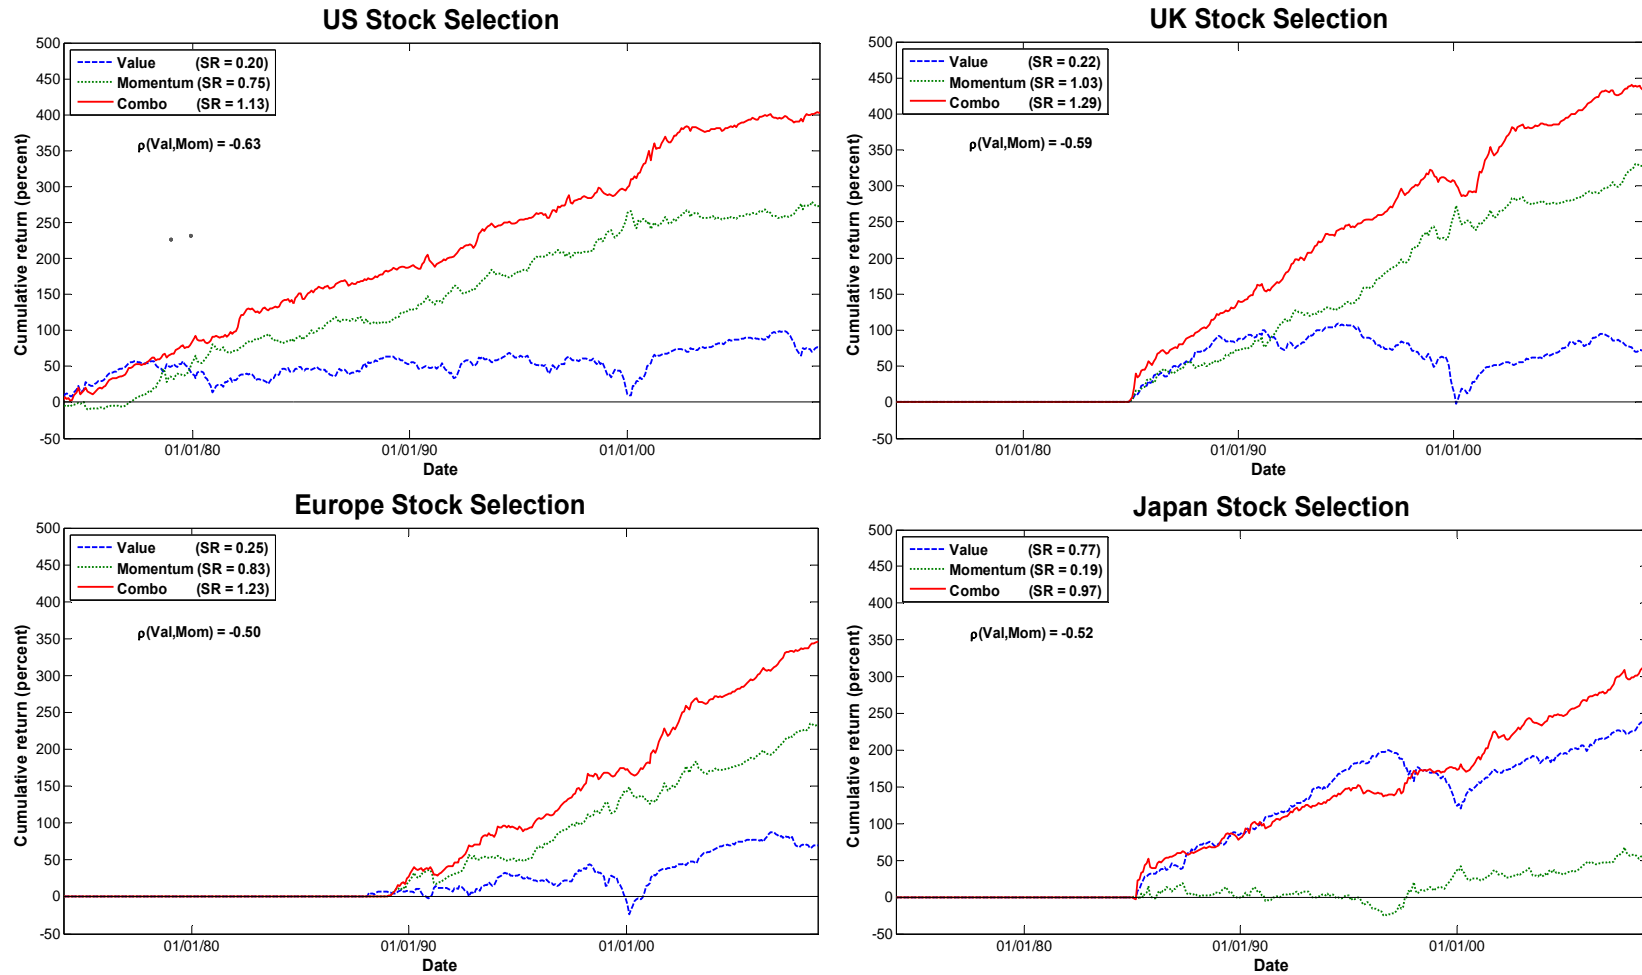 US Stock Selection
500
450
400
350
300
250
200
150
100
50
0
-50
Cumulative return (percent)
Value (SR = 0.20)
Momentum (SR = 0.75)
Combo (SR = 1.13)
ρ(Val,Mom) = -0.63
01/01/80 01/01/90 01/01/00
Date
UK Stock Selection
500
450
400
350
300
250
200
150
100
50
0
-50
Cumulative return (percent)
Value (SR = 0.22)
Momentum (SR = 1.03)
Combo (SR = 1.29)
ρ(Val,Mom) = -0.59
01/01/80 01/01/90 01/01/00
Date
Europe Stock Selection
500
450
400
350
300
250
200
150
100
50
0
-50
Cumulative return (percent)
Value (SR = 0.25)
Momentum (SR = 0.83)
Combo (SR = 1.23)
ρ(Val,Mom) = -0.50
01/01/80 01/01/90 01/01/00
Date
Japan Stock Selection
500
450
400
350
300
250
200
150
100
50
0
-50
Cumulative return (percent)
Value (SR = 0.77)
Momentum (SR = 0.19)
Combo (SR = 0.97)
ρ(Val,Mom) = -0.52
01/01/80 01/01/90 01/01/00
Date